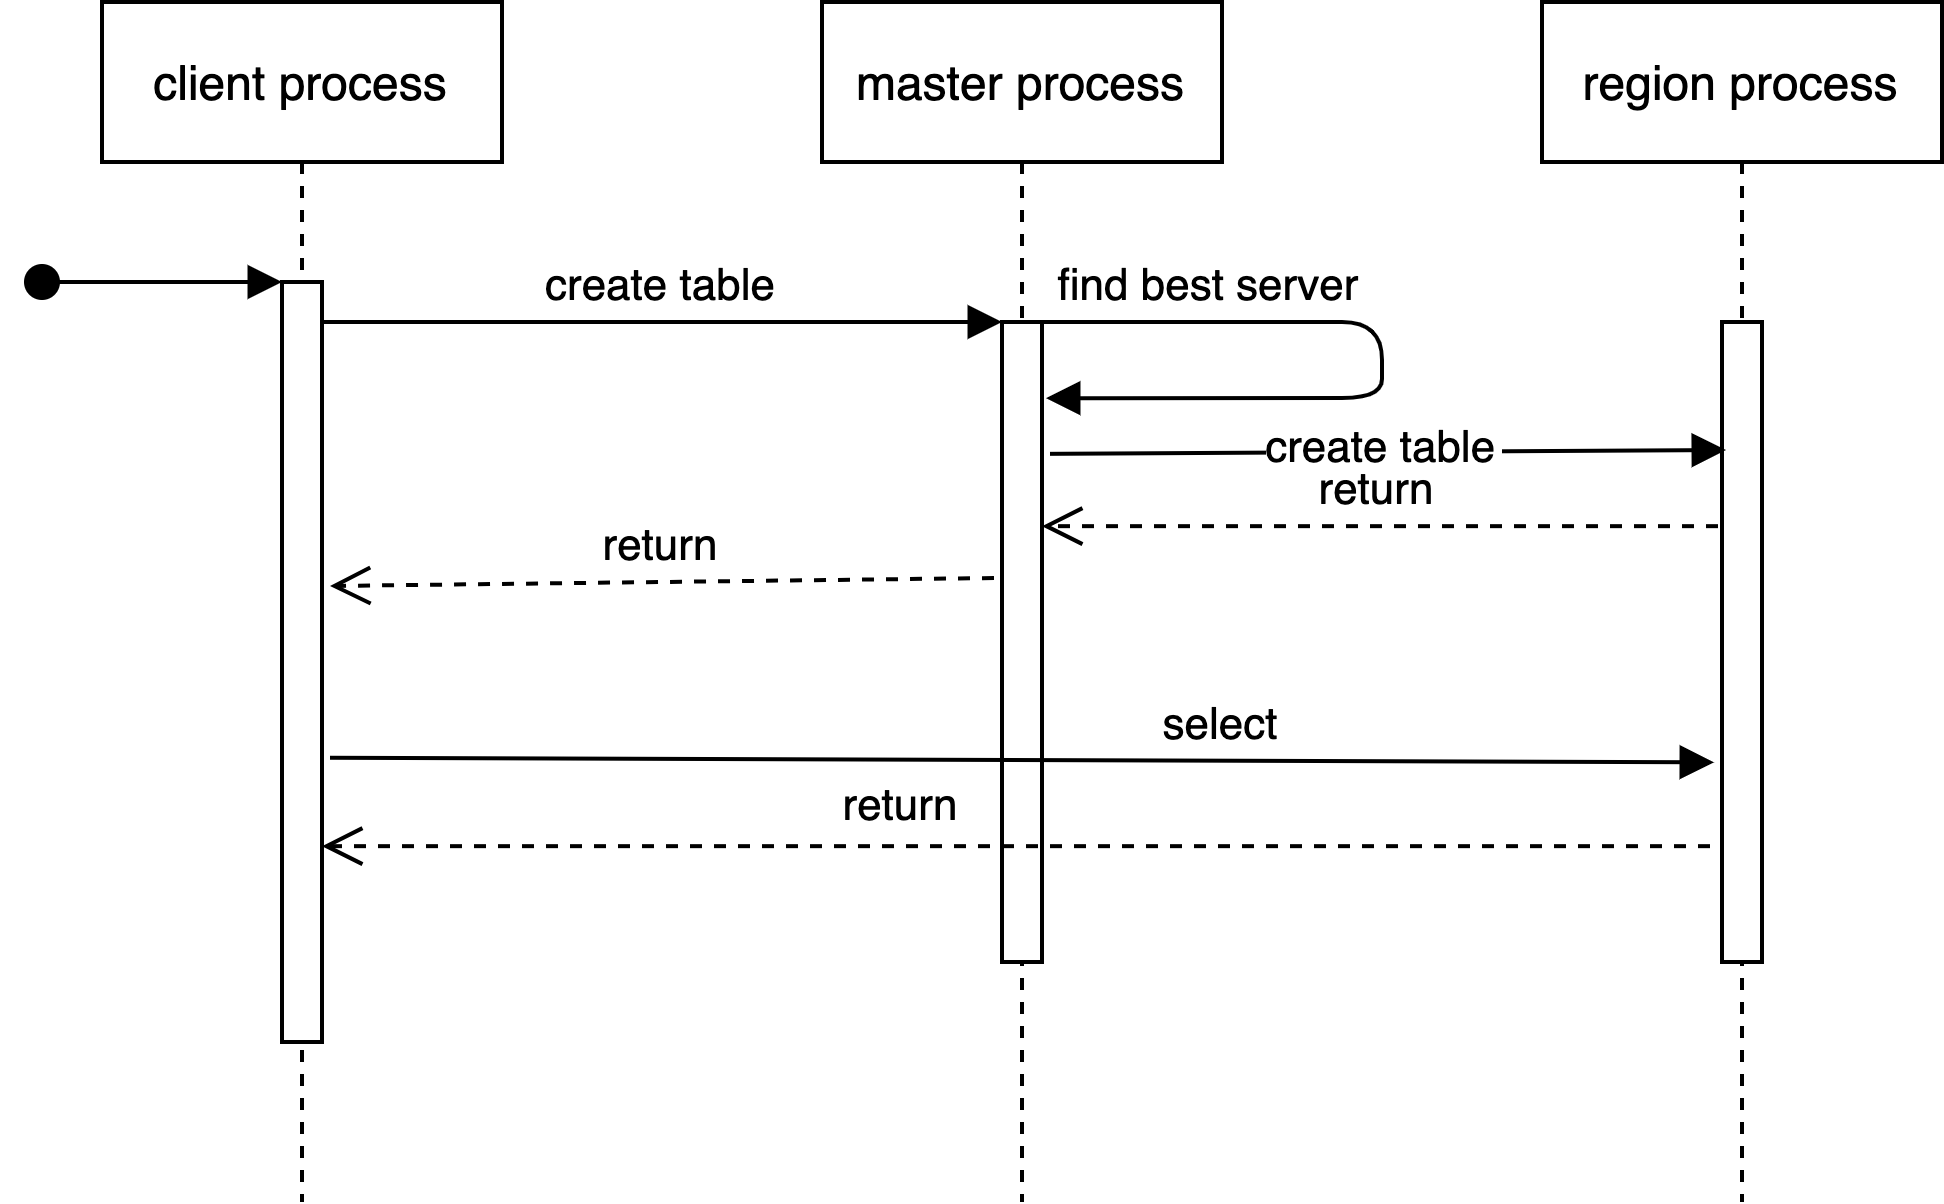 client process
master process
region process
create table
find best server
create table
return
return
select
return